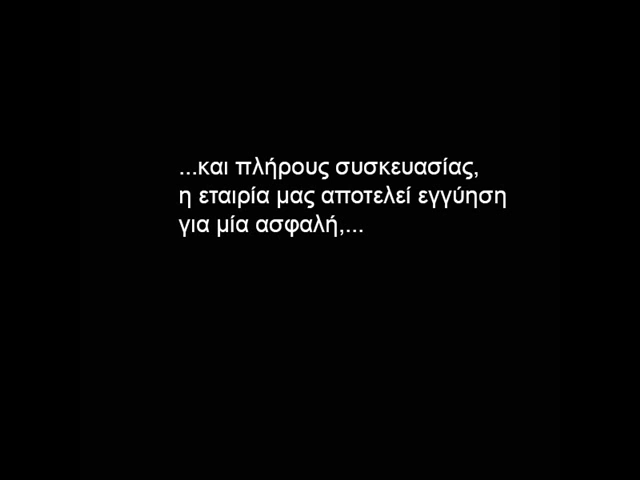 ...και πλήρους συσκευασίας,
η εταιρία μας αποτελεί εγγύηση
για μία ασφαλή,...